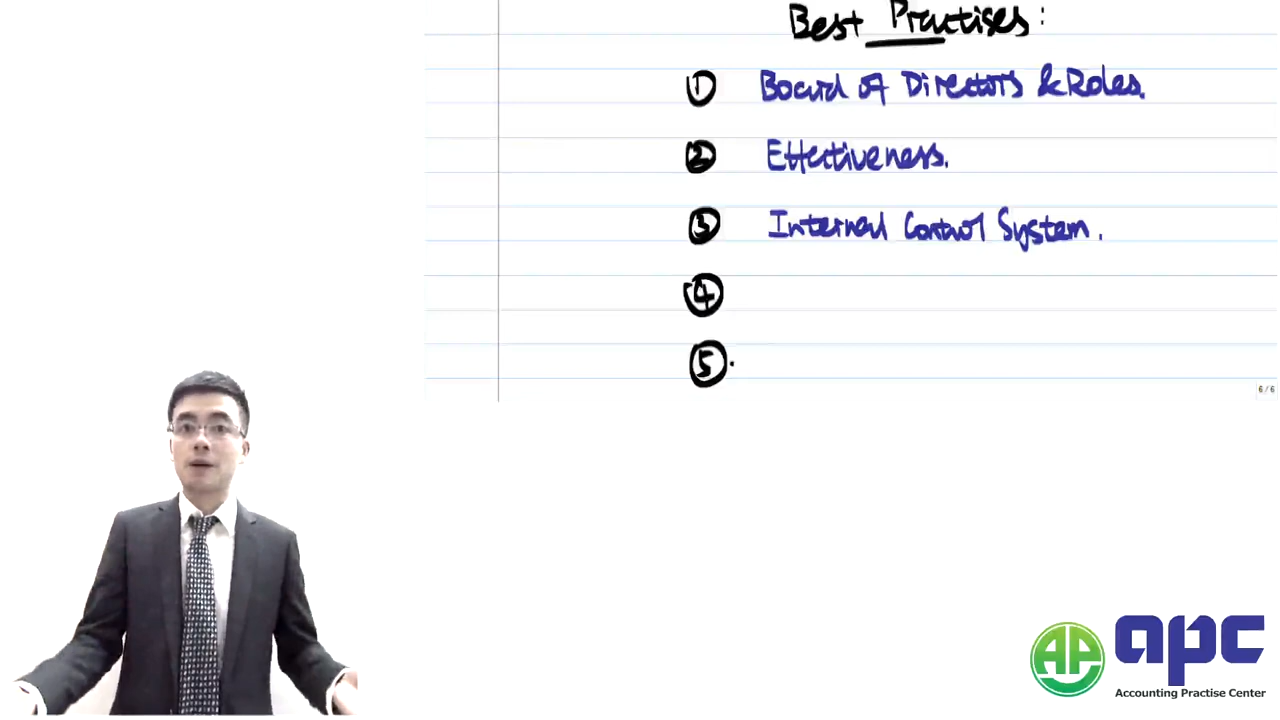 Best Practises:
① Board of Directors & Roles.
② Effectiveness.
③ Internal Control System.
④
⑤.
6/6
AP
apc
Accounting Practise Center